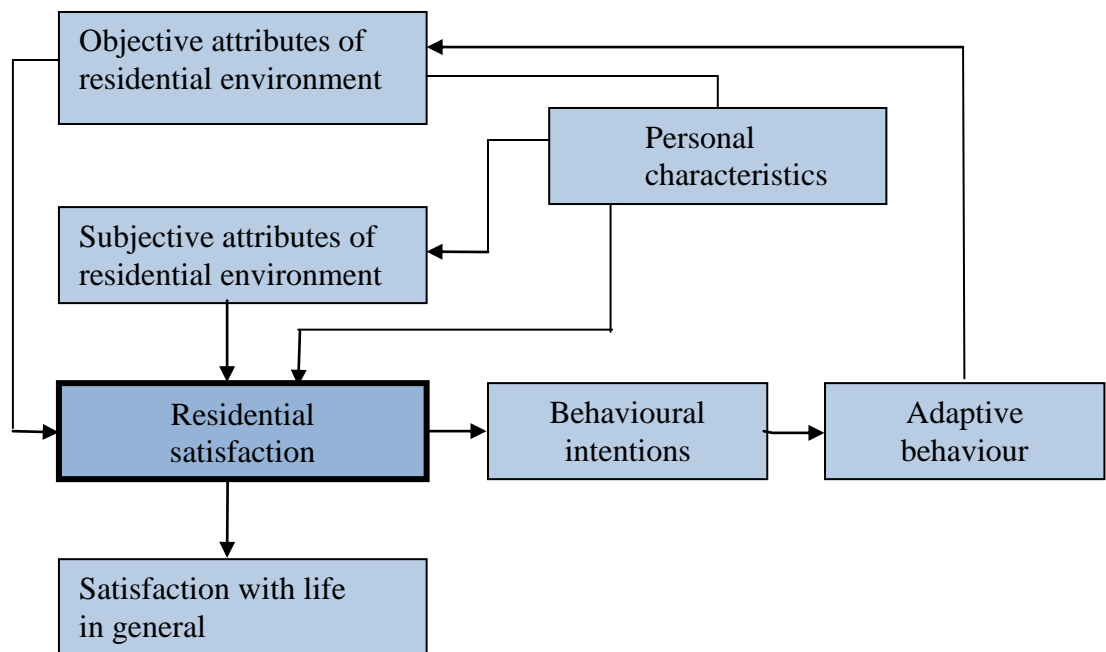 Objective attributes of
residential environment
Personal
characteristics
Subjective attributes of
residential environment
Residential
satisfaction
Behavioural
intentions
Adaptive
behaviour
Satisfaction with life
in general